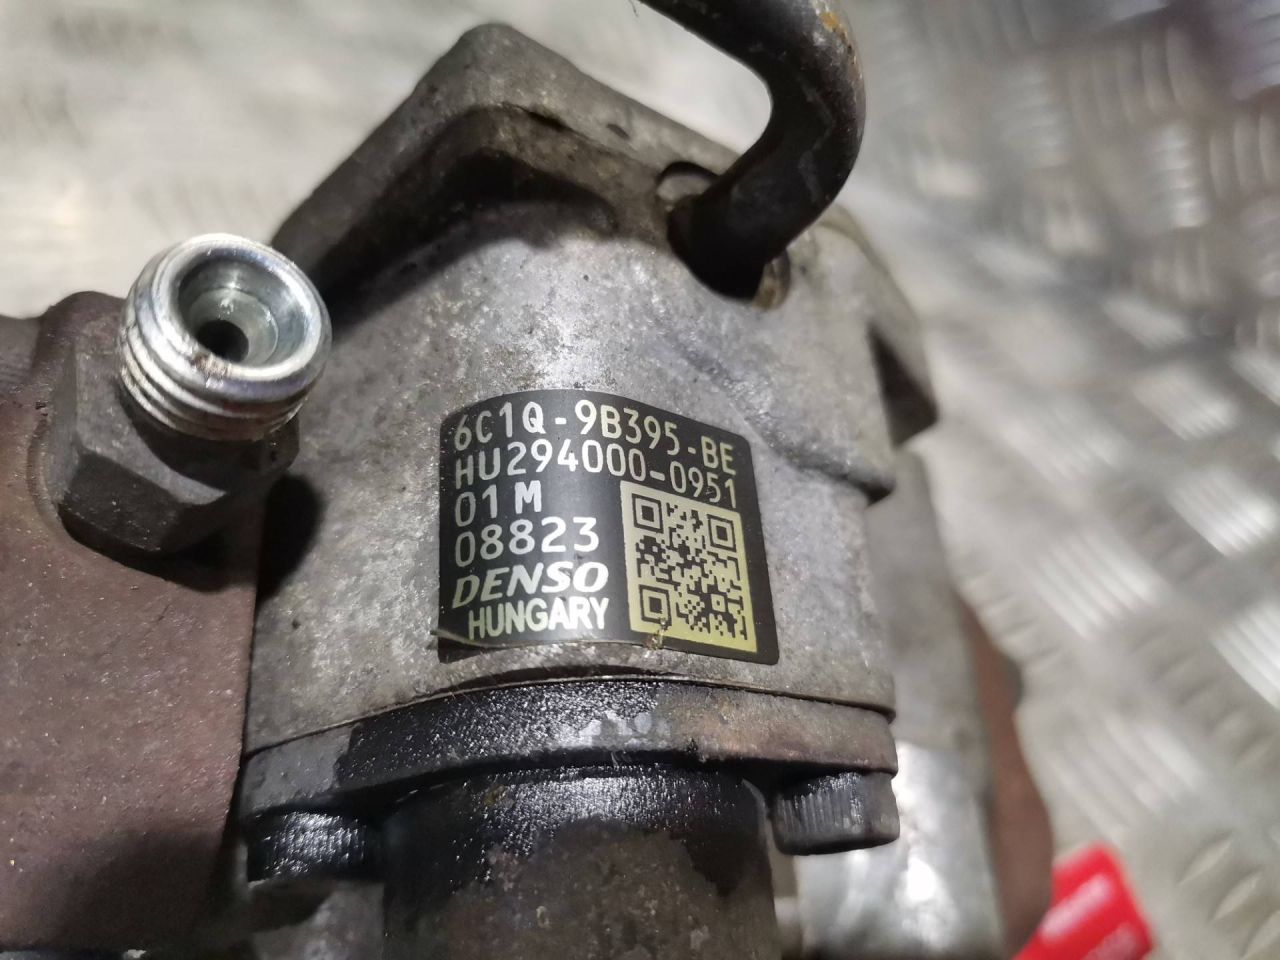 6C1Q-9B395-BE
HU294000-0951
01M
08823
DENSO
HUNGARY